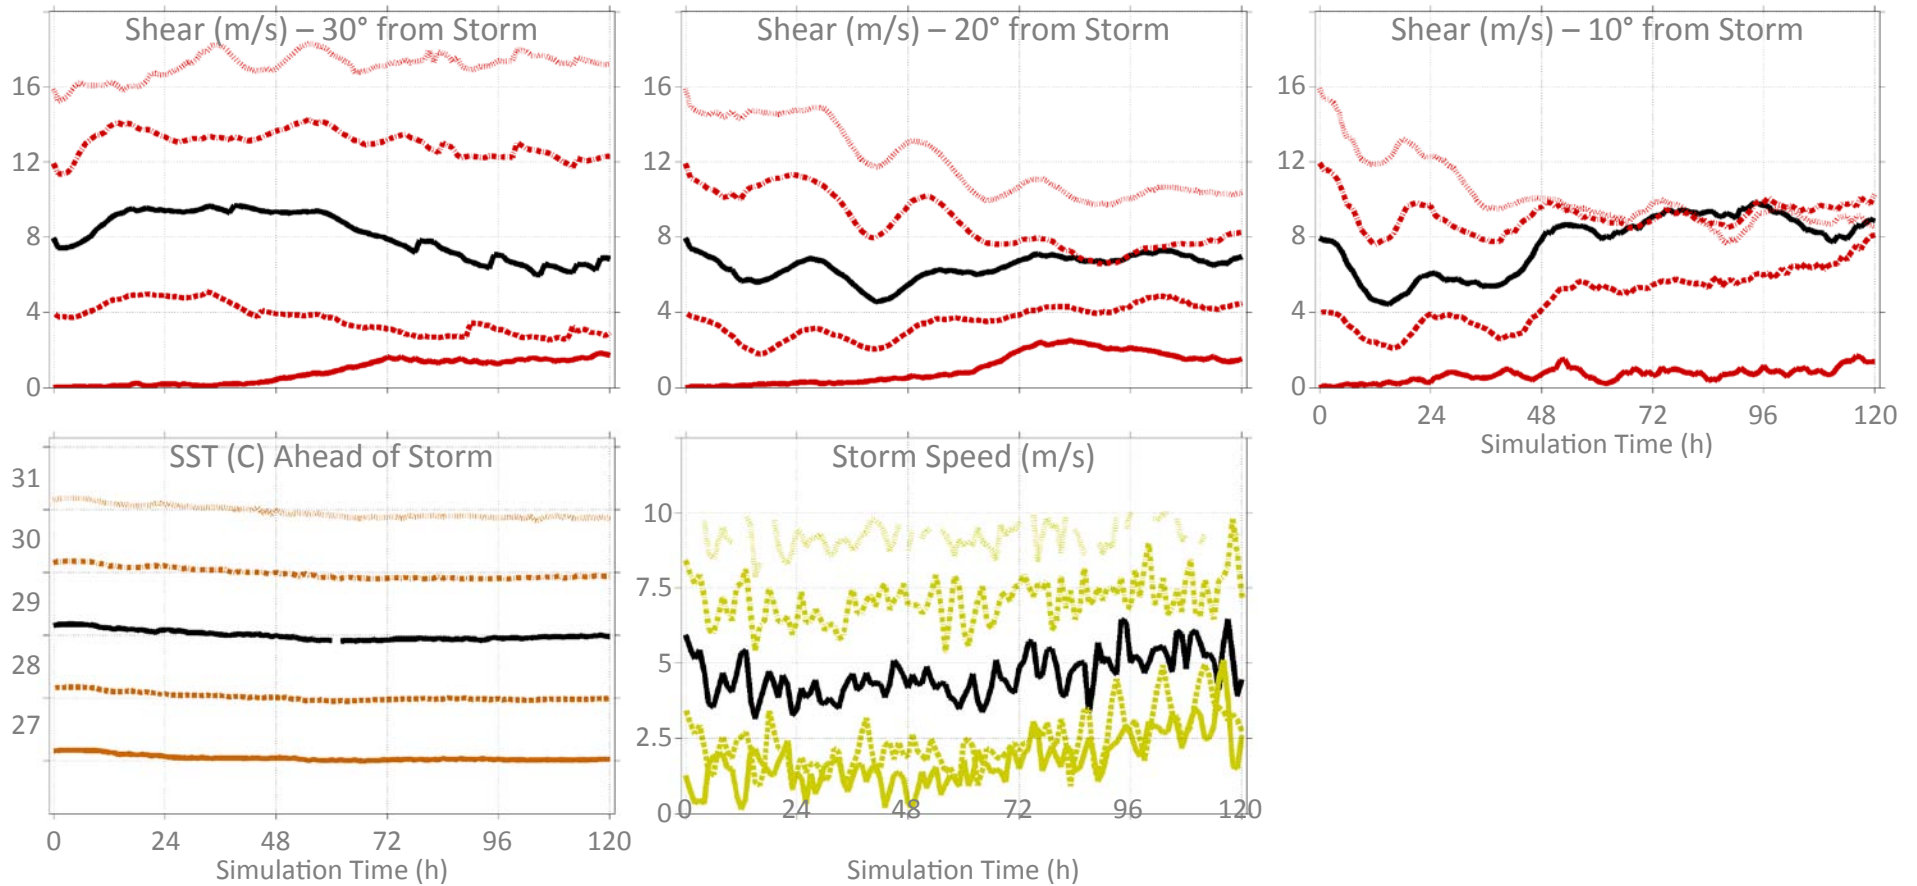 Shear (m/s) – 30° from Storm
Shear (m/s) – 20° from Storm
Shear (m/s) – 10° from Storm
16
12
8
4
0
16
12
8
4
0
16
12
8
4
0
0 24 48 72 96 120
Simulation Time (h)
SST (C) Ahead of Storm
31
30
29
28
27
0 24 48 72 96 120
Simulation Time (h)
Storm Speed (m/s)
10
7.5
5
2.5
0
0 24 48 72 96 120
Simulation Time (h)